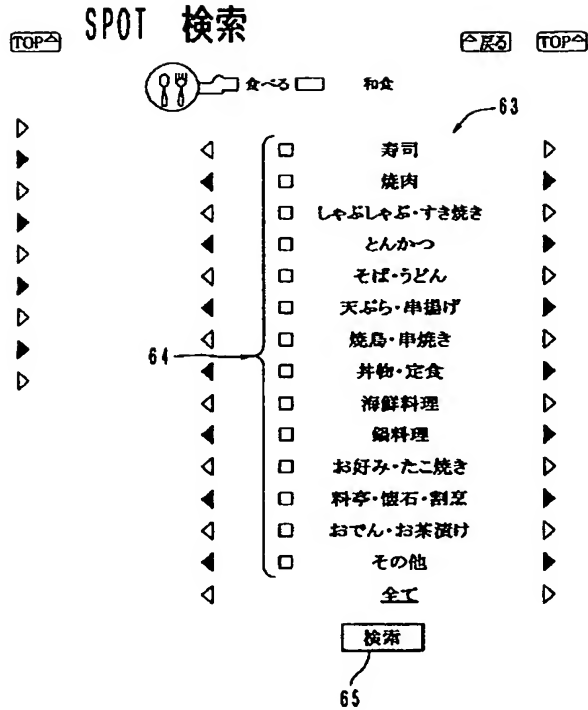 SPOT 検索
TOP 戻る TOP
食べる 和食
63
寿司
焼肉
しゃぶしゃぶ・すき焼き
とんかつ
そば・うどん
天ぷら・串揚げ
焼鳥・串焼き
64
丼物・定食
海鮮料理
鍋料理
お好み・たこ焼き
料亭・懐石・割烹
おでん・お茶漬け
その他
全て
検索
65